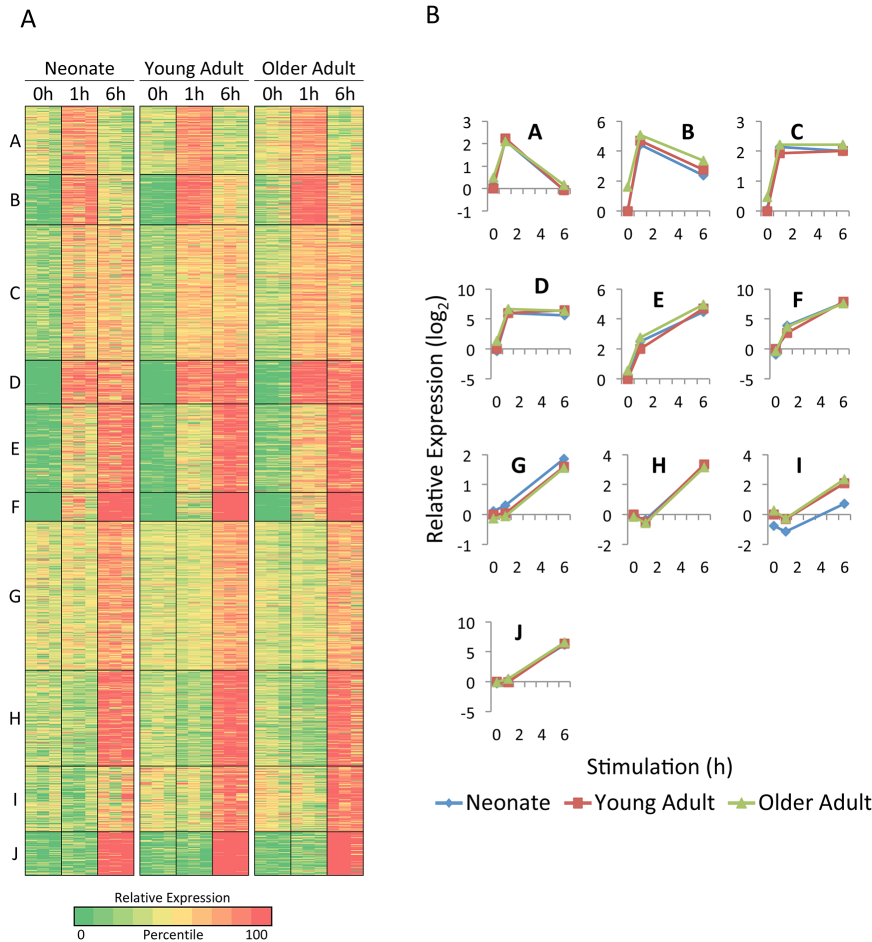 A
Neonate Young Adult Older Adult
0h 1h 6h 0h 1h 6h 0h 1h 6h
A
B
C
D
E
F
G
H
I
J
Relative Expression
0 Percentile 100
B
A
3
2
1
0
-1
0 2 4 6
B
6
4
2
0
0 2 4 6
C
3
2
1
0
0 2 4 6
D
10
5
0
-5
0 2 4 6
E
6
4
2
0
0 2 4 6
F
10
5
0
-5
0 2 4 6
G
2
1
0
-1
0 2 4 6
H
4
2
0
-2
0 2 4 6
I
4
2
0
-2
0 2 4 6
J
10
5
0
-5
0 2 4 6
Relative Expression (log2)
Stimulation (h)
Neonate Young Adult Older Adult